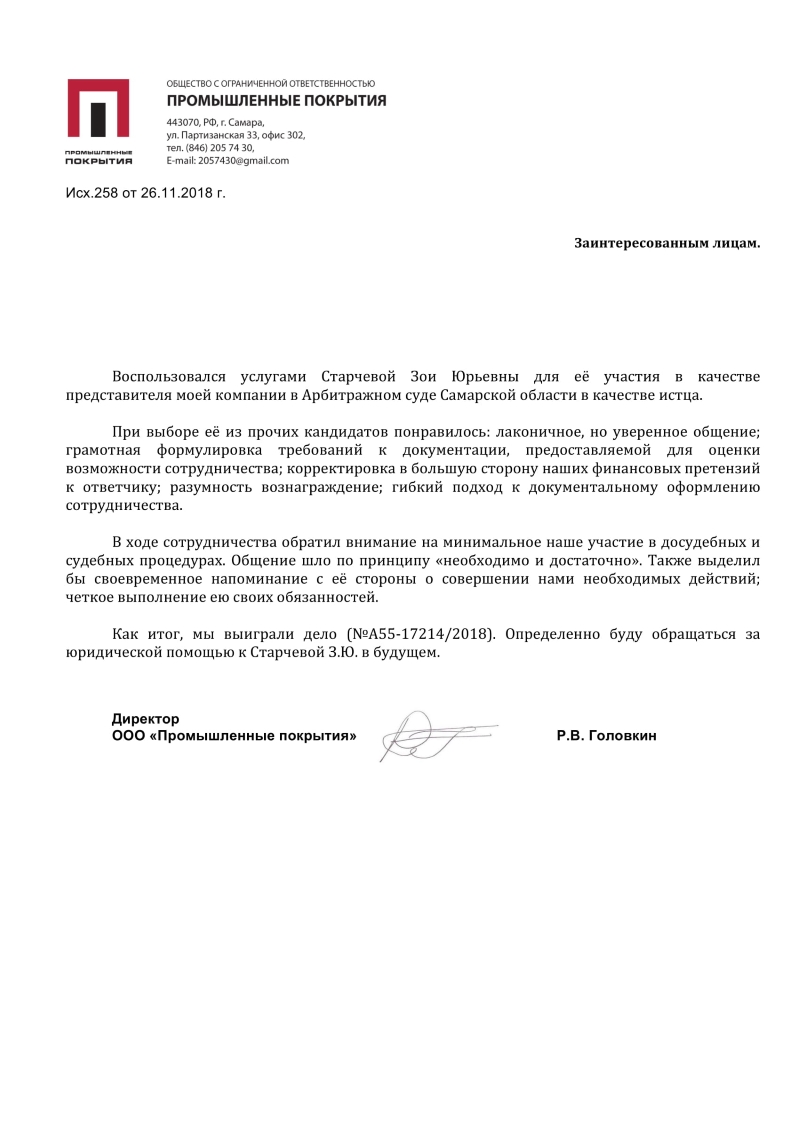 ОБЩЕСТВО С ОГРАНИЧЕННОЙ ОТВЕТСТВЕННОСТЬЮ
ПРОМЫШЛЕННЫЕ ПОКРЫТИЯ
443070, РФ, г. Самара,
ул. Партизанская 33, офис 302,
тел. (846) 205 74 30,
E-mail: 2057430@gmail.com
ПРОМЫШЛЕННЫЕ
ПОКРЫТИЯ
Исх.258 от 26.11.2018 г.
Заинтересованным лицам.
Воспользовался услугами Старчевой Зои Юрьевны для её участия в качестве
представителя моей компании в Арбитражном суде Самарской области в качестве истца.
При выборе её из прочих кандидатов понравилось: лаконичное, но уверенное общение;
грамотная формулировка требований к документации, предоставляемой для оценки
возможности сотрудничества; корректировка в большую сторону наших финансовых претензий
к ответчику; разумность вознаграждение; гибкий подход к документальному оформлению
сотрудничества.
В ходе сотрудничества обратил внимание на минимальное наше участие в досудебных и
судебных процедурах. Общение шло по принципу «необходимо и достаточно». Также выделил
бы своевременное напоминание с её стороны о совершении нами необходимых действий;
четкое выполнение ею своих обязанностей.
Как итог, мы выиграли дело (№А55-17214/2018). Определенно буду обращаться за
юридической помощью к Старчевой З.Ю. в будущем.
Директор
ООО «Промышленные покрытия» Р.В. Головкин